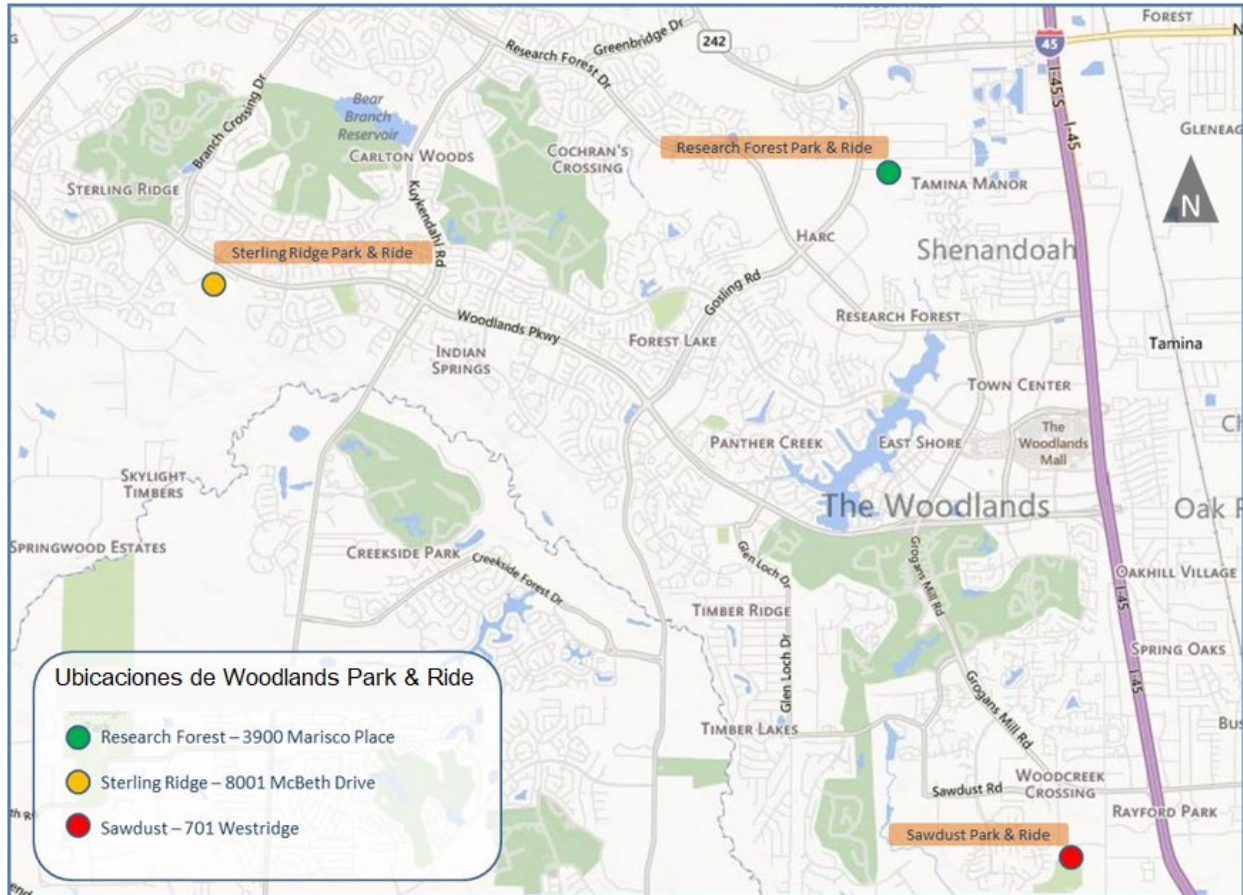 FOREST
242
45
N
Greenbridge Dr
Research Forest Dr
I-45 S
I-45
GLENEAG
Bear
Branch
Reservoir
Branch Crossing Dr
CARLTON WOODS
COCHRAN'S
CROSSING
Research Forest Park & Ride
TAMINA MANOR
N
STERLING RIDGE
Kuykendahl Rd
HARC
Shenandoah
Sterling Ridge Park & Ride
Gosling Rd
Woodlands Pkwy
RESEARCH FOREST
FOREST LAKE
INDIAN
SPRINGS
Tamina
TOWN CENTER
PANTHER CREEK
EAST SHORE
The
Woodlands
Mall
SKYLIGHT
TIMBERS
The Woodlands
SPRINGWOOD ESTATES
CREEKSIDE PARK
Creekside Forest Dr
Glen Loch Dr
Grogans Mill Rd
I-45
OAKHILL VILLAGE
TIMBER RIDGE
SPRING OAKS
Glen Loch Dr
I-45
Grogans Mill Rd
TIMBER LAKES
WOODCREEK
CROSSING
Sawdust Rd
RAYFORD PARK
Sawdust Park & Ride
Ubicaciones de Woodlands Park & Ride
Research Forest – 3900 Marisco Place
Sterling Ridge – 8001 McBeth Drive
Sawdust – 701 Westridge